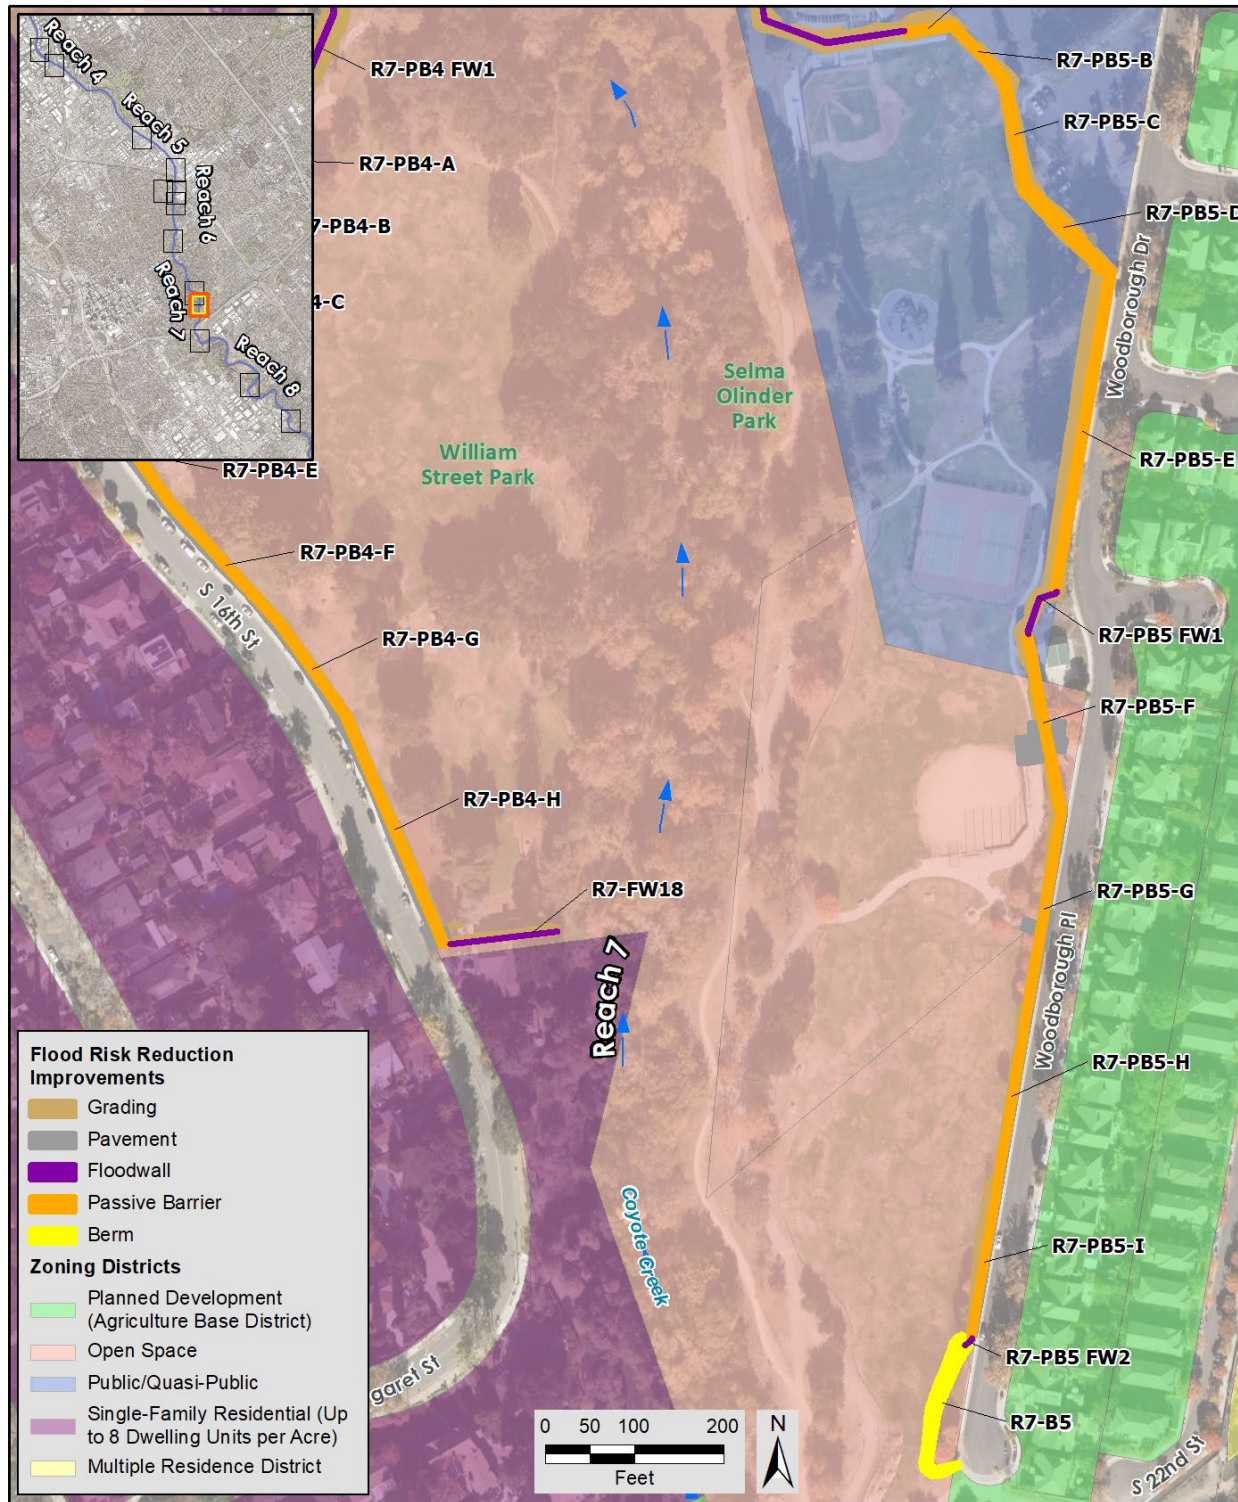 Reach 4
Reach 5
Reach 6
Reach 7
Reach 8
R7-PB4 FW1
R7-PB4-A
7-PB4-B
4-C
R7-PB4-E
R7-PB4-F
R7-PB4-G
R7-PB4-H
R7-FW18
R7-PB5-B
R7-PB5-C
R7-PB5-D
R7-PB5-E
R7-PB5 FW1
R7-PB5-F
R7-PB5-G
R7-PB5-H
R7-PB5-I
R7-PB5 FW2
R7-B5
Woodborough Dr
Woodborough Pl
S 16th St
S 22nd St
garet St
Selma
Olinder
Park
William
Street Park
Reach 7
Coyote Creek
Flood Risk Reduction
Improvements
Grading
Pavement
Floodwall
Passive Barrier
Berm
Zoning Districts
Planned Development
(Agriculture Base District)
Open Space
Public/Quasi-Public
Single-Family Residential (Up
to 8 Dwelling Units per Acre)
Multiple Residence District
0 50 100 200
Feet
N